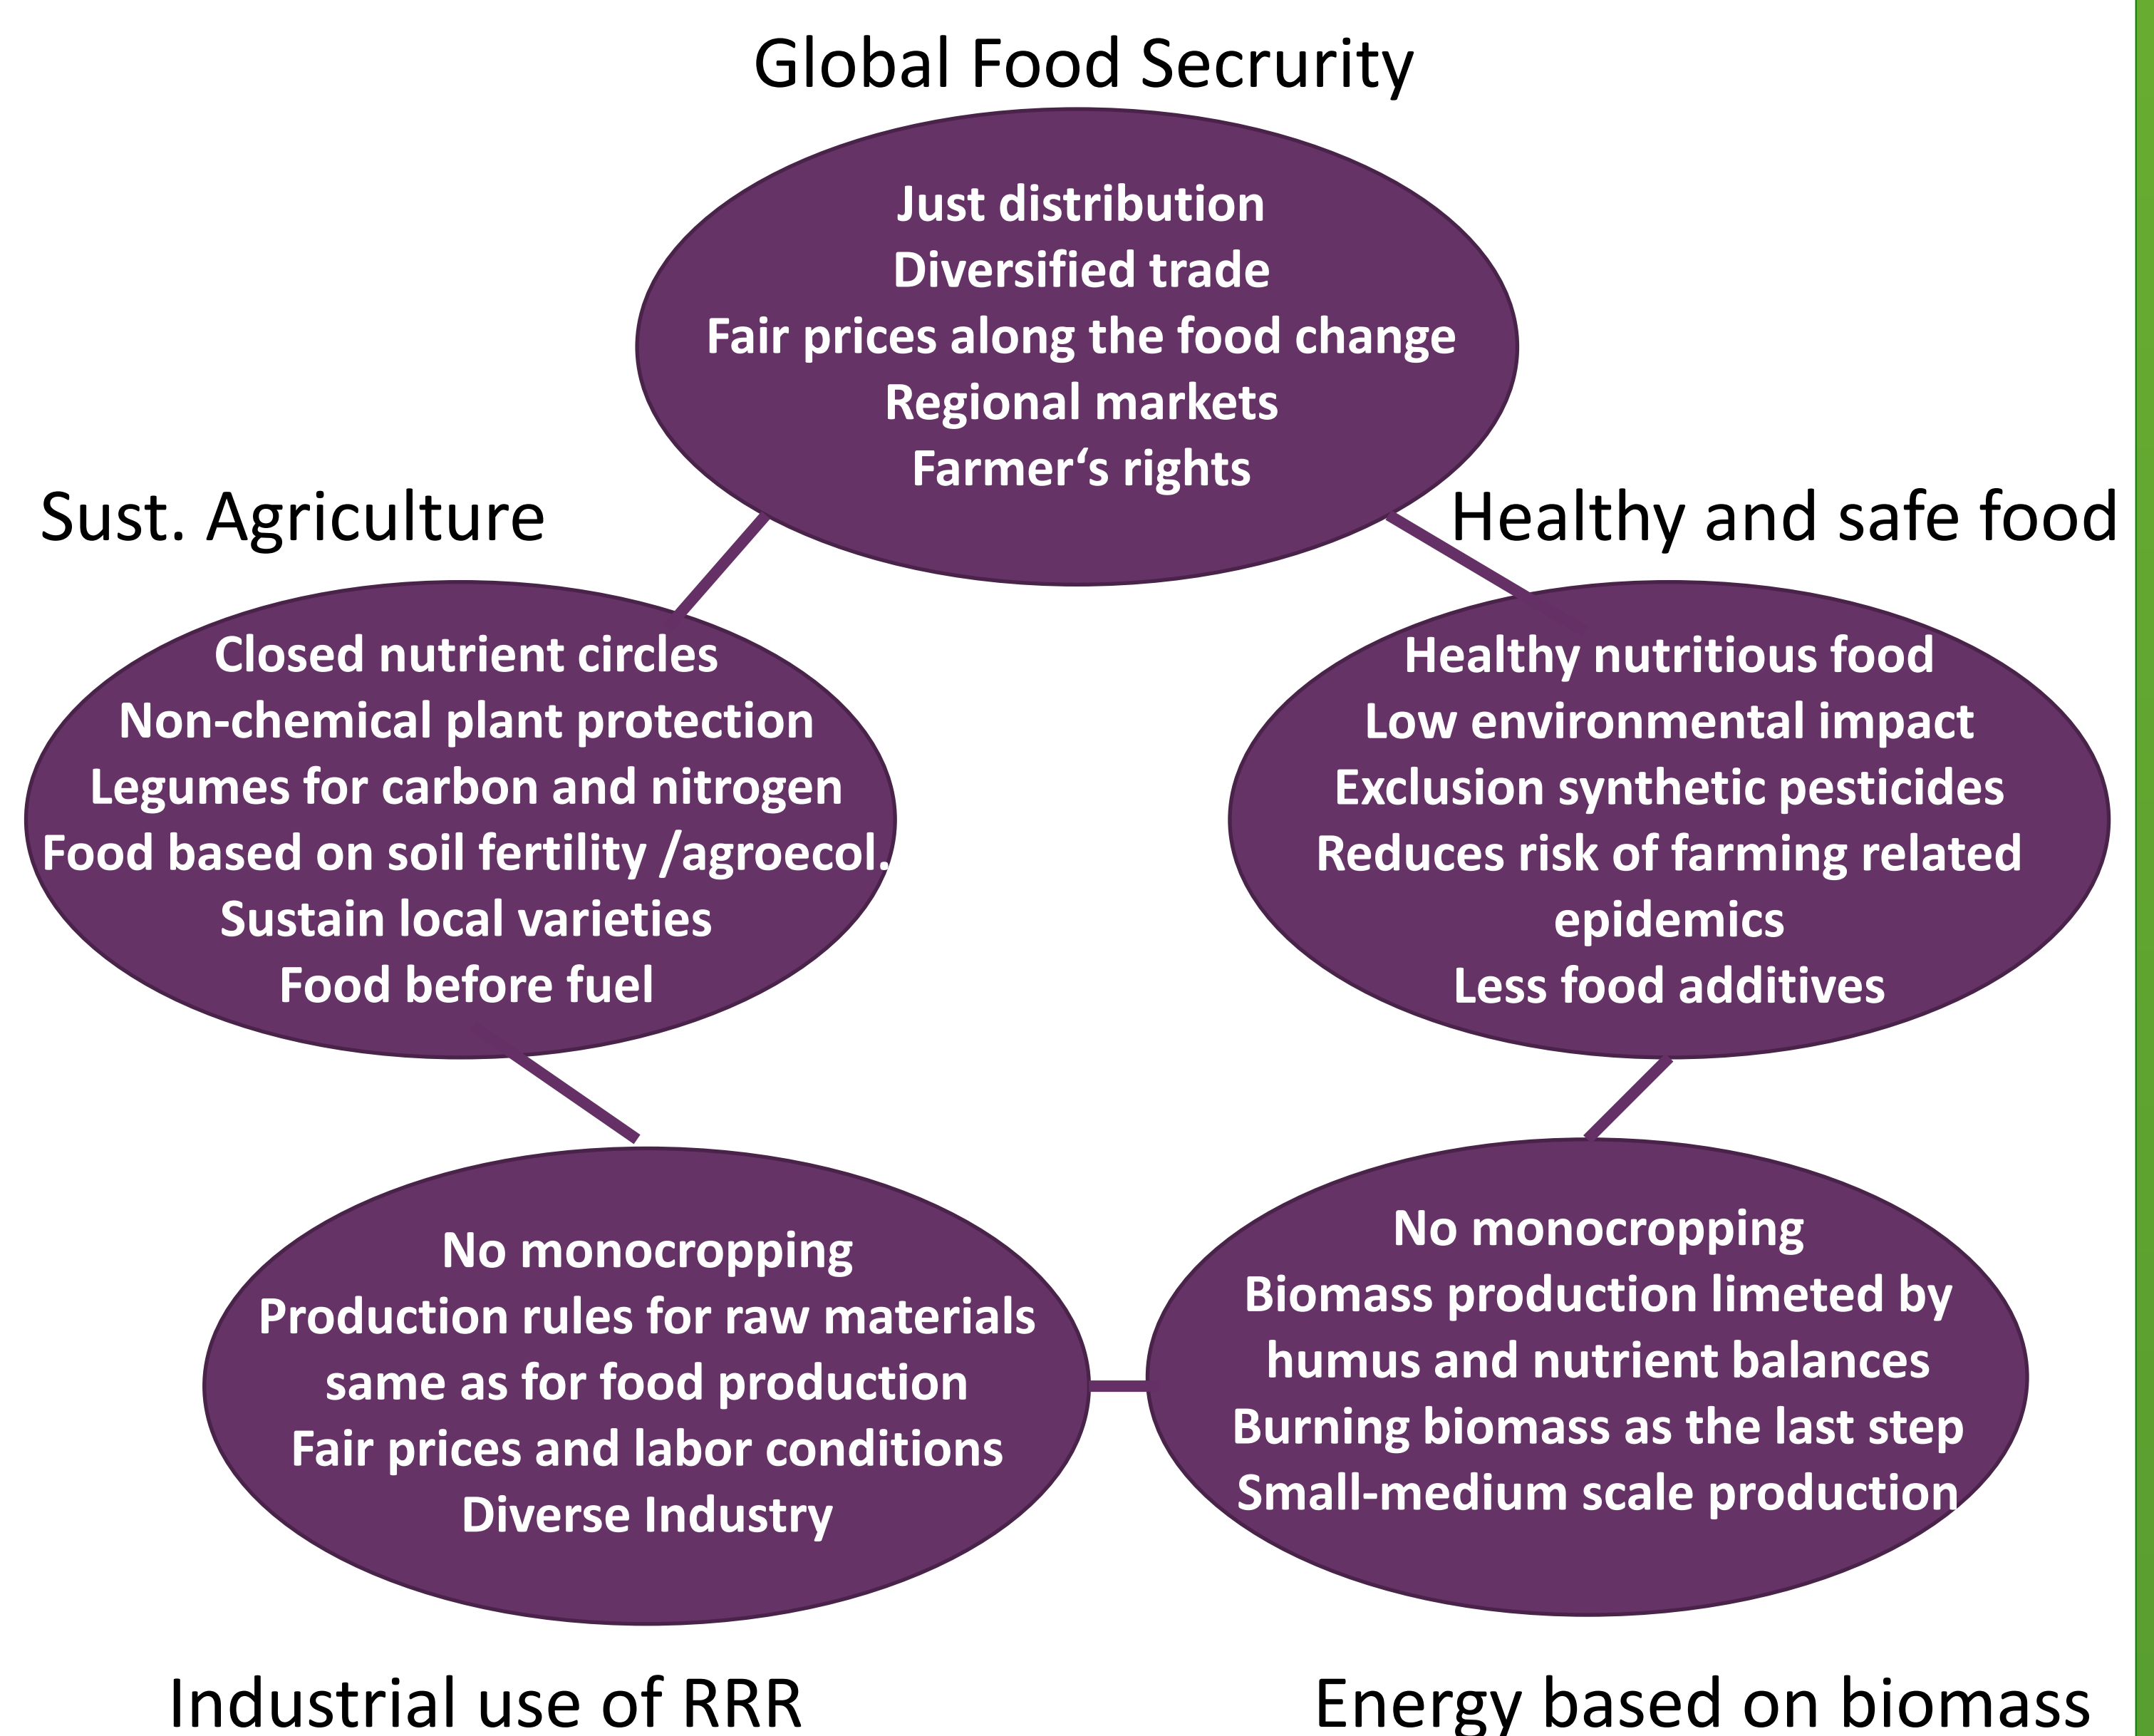 Global Food Secrurity
Just distribution
Diversified trade
Fair prices along the food change
Regional markets
Farmer‘s rights
Sust. Agriculture
Closed nutrient circles
Non-chemical plant protection
Legumes for carbon and nitrogen
Food based on soil fertility /agroecol.
Sustain local varieties
Food before fuel
Healthy and safe food
Healthy nutritious food
Low environmental impact
Exclusion synthetic pesticides
Reduces risk of farming related
epidemics
Less food additives
No monocropping
Production rules for raw materials
same as for food production
Fair prices and labor conditions
Diverse Industry
Industrial use of RRR
No monocropping
Biomass production limeted by
humus and nutrient balances
Burning biomass as the last step
Small-medium scale production
Energy based on biomass